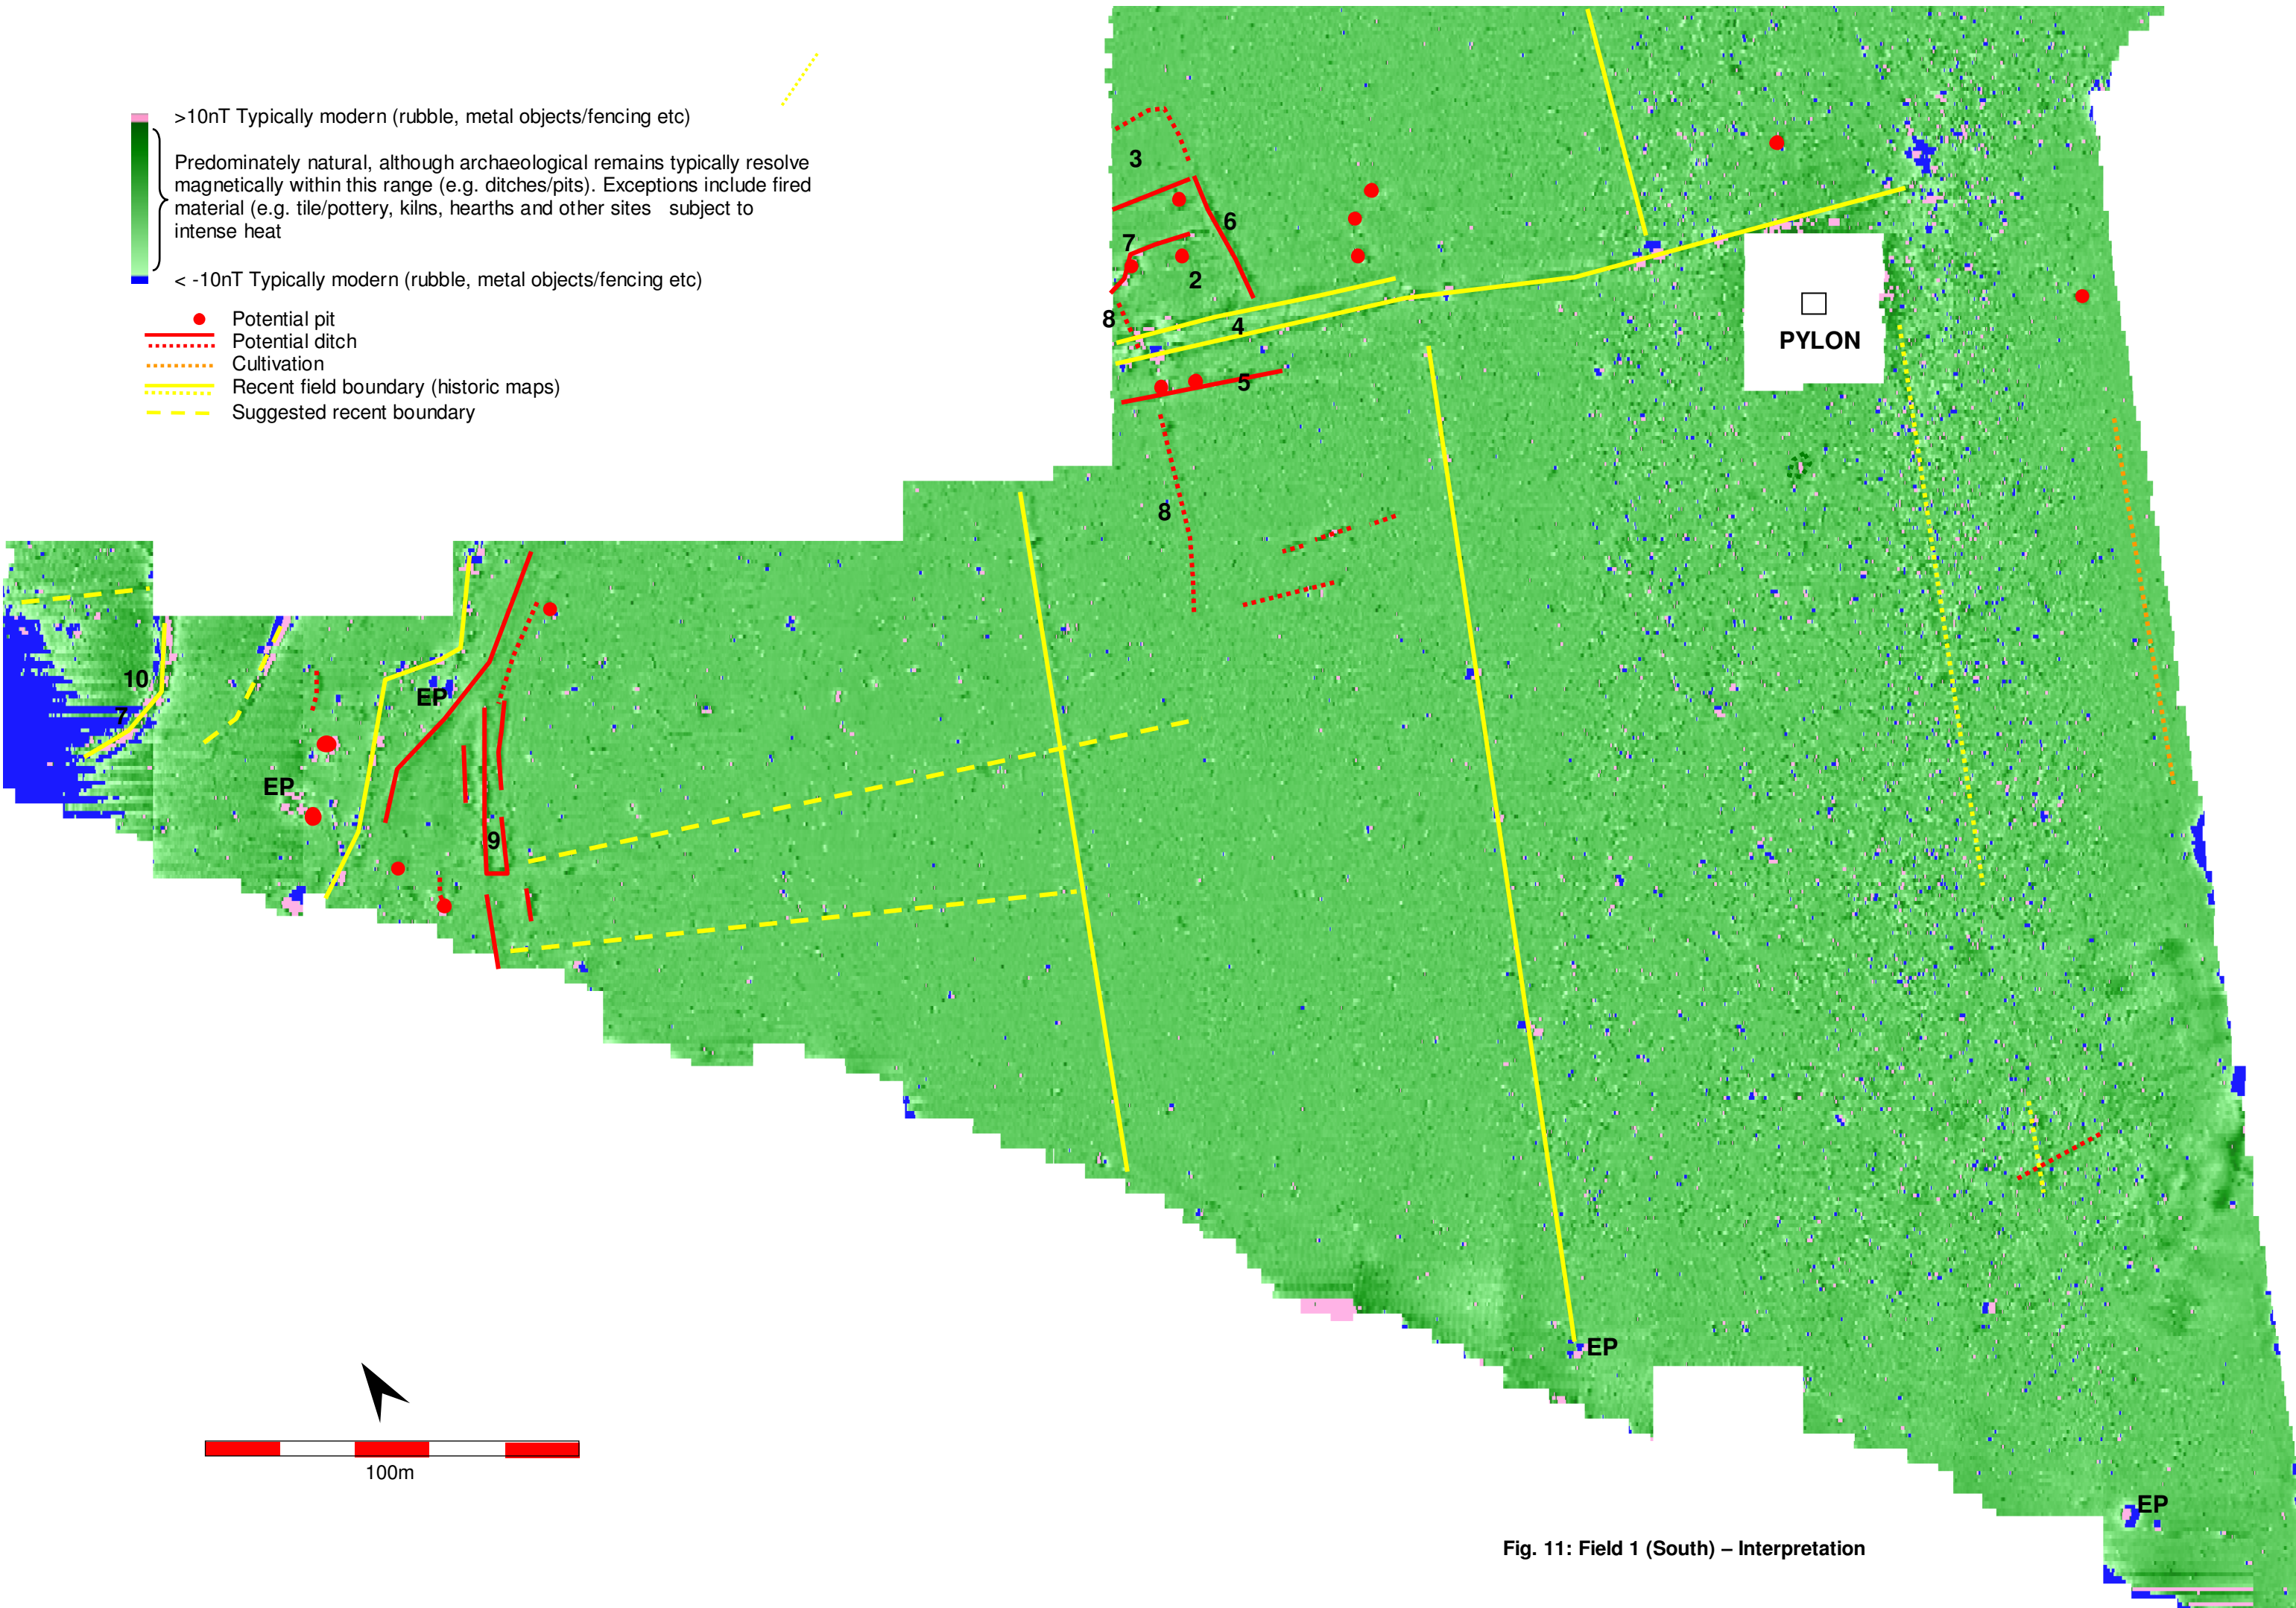 >10nT Typically modern (rubble, metal objects/fencing etc)
Predominately natural, although archaeological remains typically resolve
magnetically within this range (e.g. ditches/pits). Exceptions include fired
material (e.g. tile/pottery, kilns, hearths and other sites subject to
intense heat
< -10nT Typically modern (rubble, metal objects/fencing etc)
Potential pit
Potential ditch
Cultivation
Recent field boundary (historic maps)
Suggested recent boundary
3
6
7
2
8
4
5
PYLON
8
10
7
EP
EP
9
EP
EP
100m
Fig. 11: Field 1 (South) – Interpretation